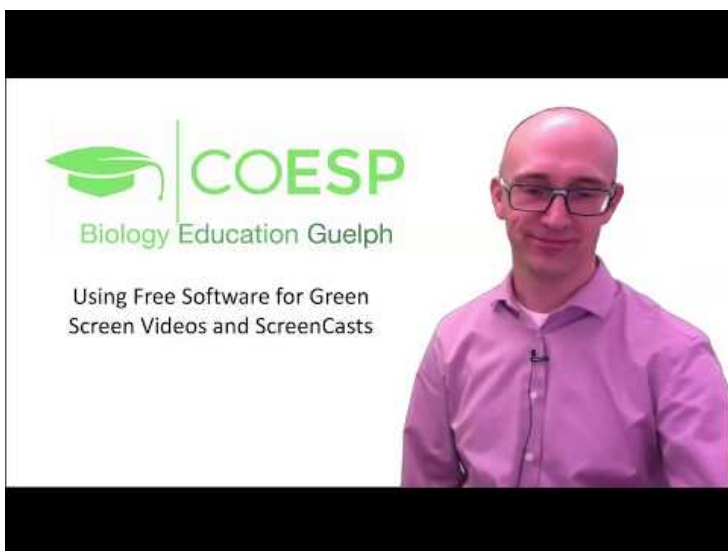 COESP
Biology Education Guelph
Using Free Software for Green
Screen Videos and ScreenCasts